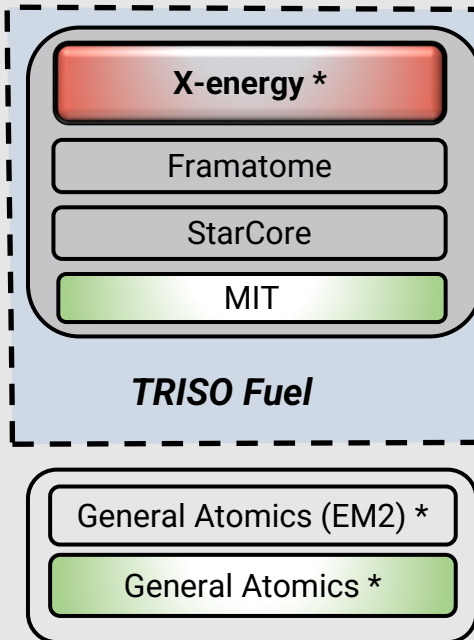 X-energy *
Framatome
StarCore
MIT
TRISO Fuel
General Atomics (EM2) *
General Atomics *